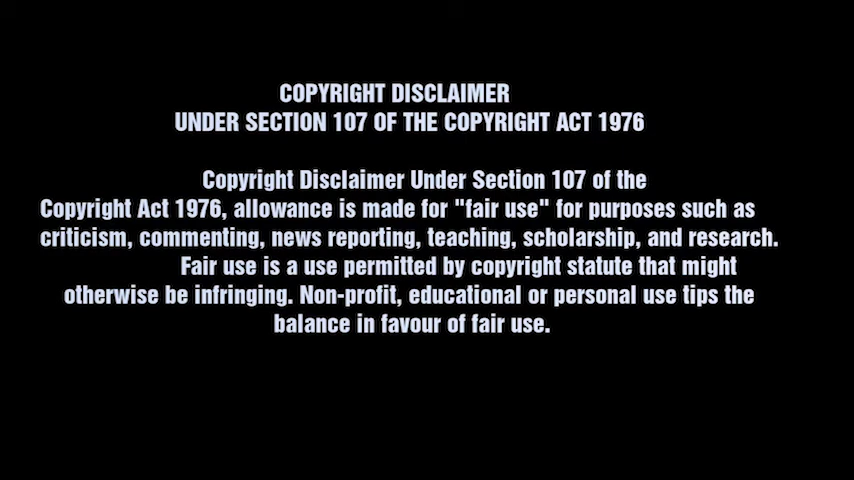 COPYRIGHT DISCLAIMER
UNDER SECTION 107 OF THE COPYRIGHT ACT 1976
Copyright Disclaimer Under Section 107 of the
Copyright Act 1976, allowance is made for "fair use" for purposes such as
criticism, commenting, news reporting, teaching, scholarship, and research.
Fair use is a use permitted by copyright statute that might
otherwise be infringing. Non-profit, educational or personal use tips the
balance in favour of fair use.